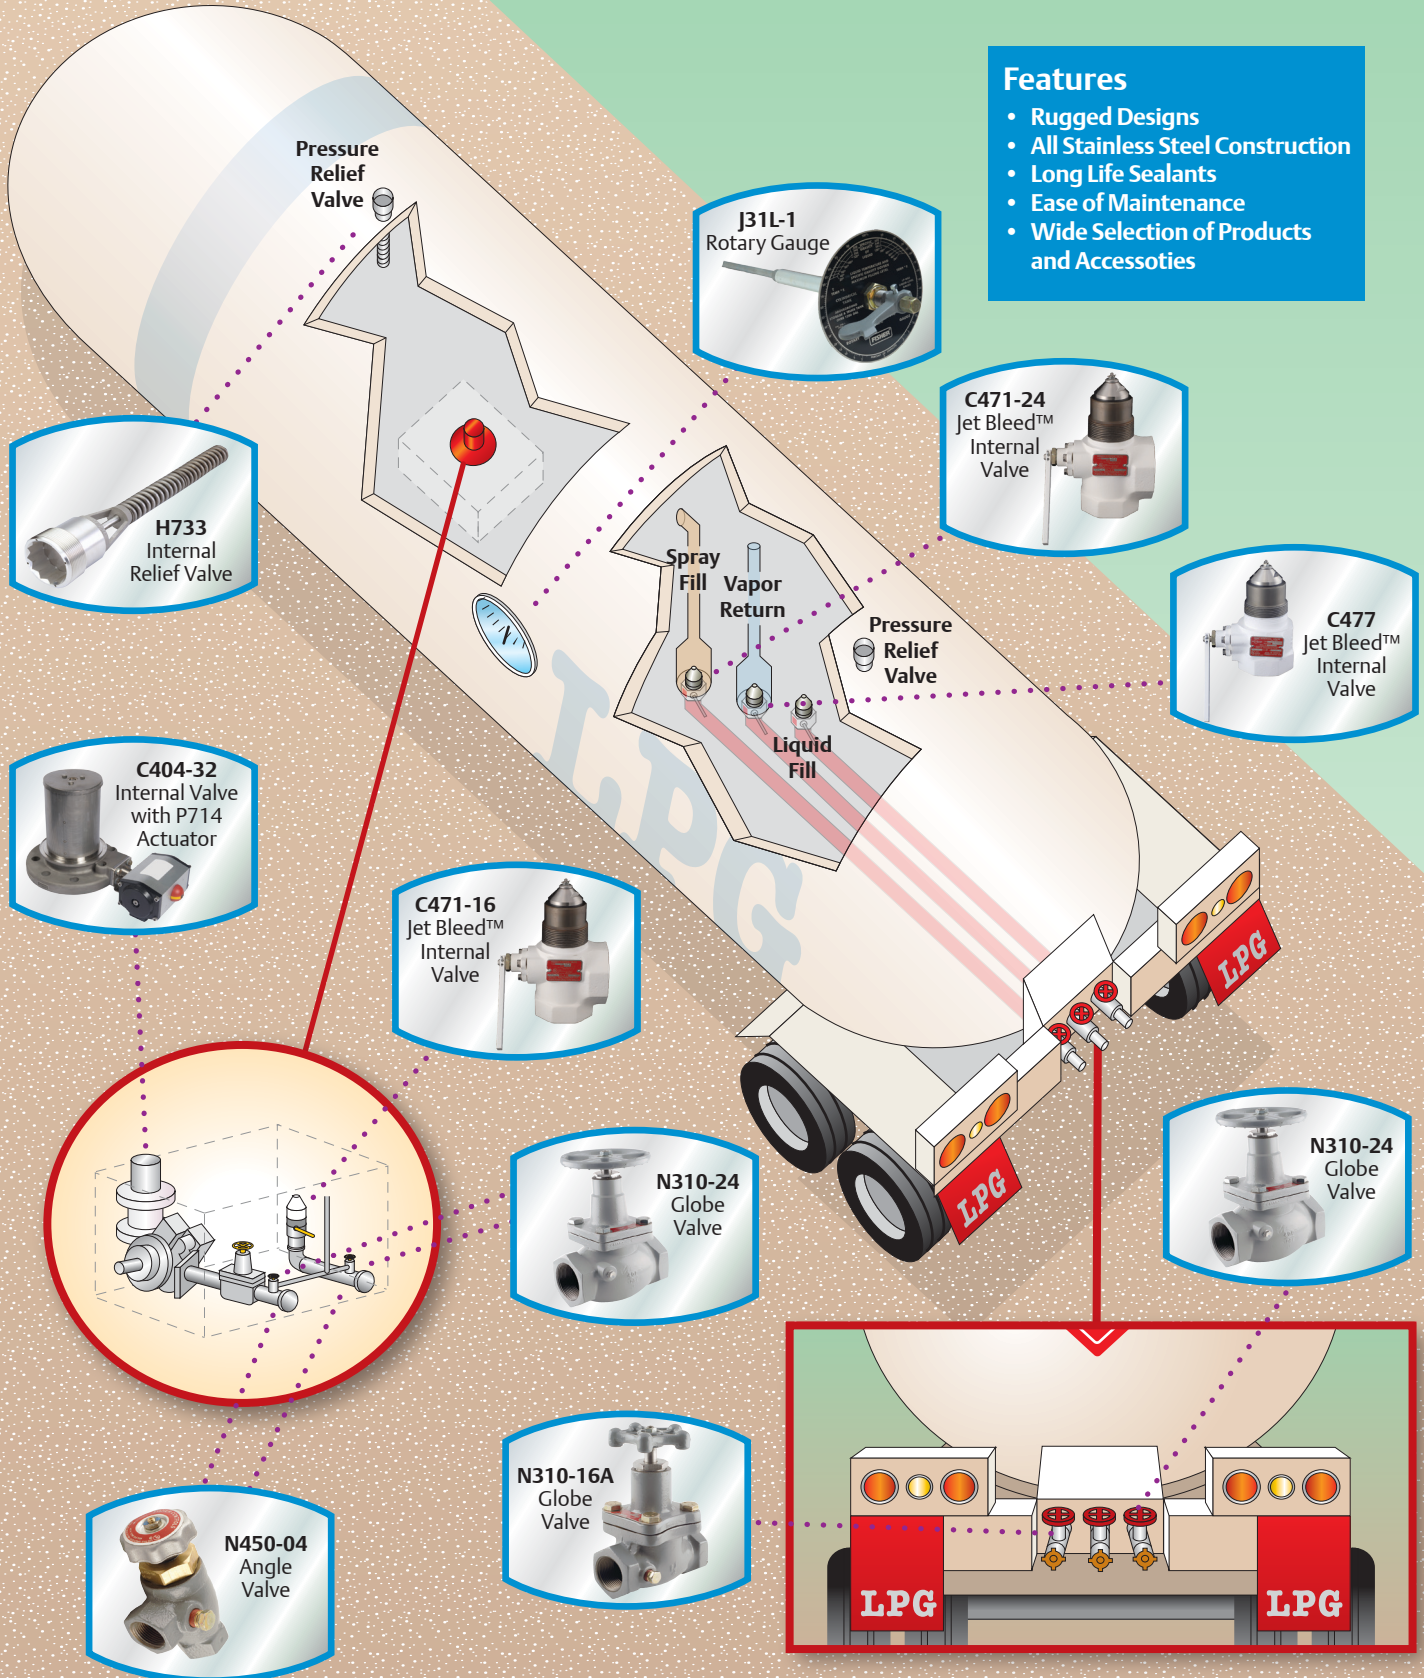 Features
• Rugged Designs
• All Stainless Steel Construction
• Long Life Sealants
• Ease of Maintenance
• Wide Selection of Products
and Accessoties
Pressure
Relief
Valve
J31L-1
Rotary Gauge
FISHER
C471-24
Jet Bleed™
Internal
Valve
H733
Internal
Relief Valve
Spray
Fill
Vapor
Return
Pressure
Relief
Valve
C477
Jet Bleed™
Internal
Valve
Liquid
Fill
LPG
C404-32
Internal Valve
with P714
Actuator
C471-16
Jet Bleed™
Internal
Valve
LPG
LPG
N310-24
Globe
Valve
N310-24
Globe
Valve
N310-16A
Globe
Valve
N450-04
Angle
Valve
LPG
LPG